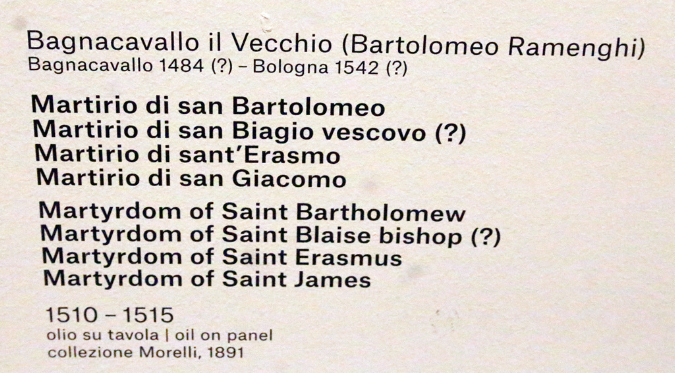 Bagnacavallo il Vecchio (Bartolomeo Ramenghi)
Bagnacavallo 1484 (?) – Bologna 1542 (?)
Martirio di san Bartolomeo
Martirio di san Biagio vescovo (?)
Martirio di sant'Erasmo
Martirio di san Giacomo
Martyrdom of Saint Bartholomew
Martyrdom of Saint Blaise bishop (?)
Martyrdom of Saint Erasmus
Martyrdom of Saint James
1510 – 1515
olio su tavola | oil on panel
collezione Morelli, 1891